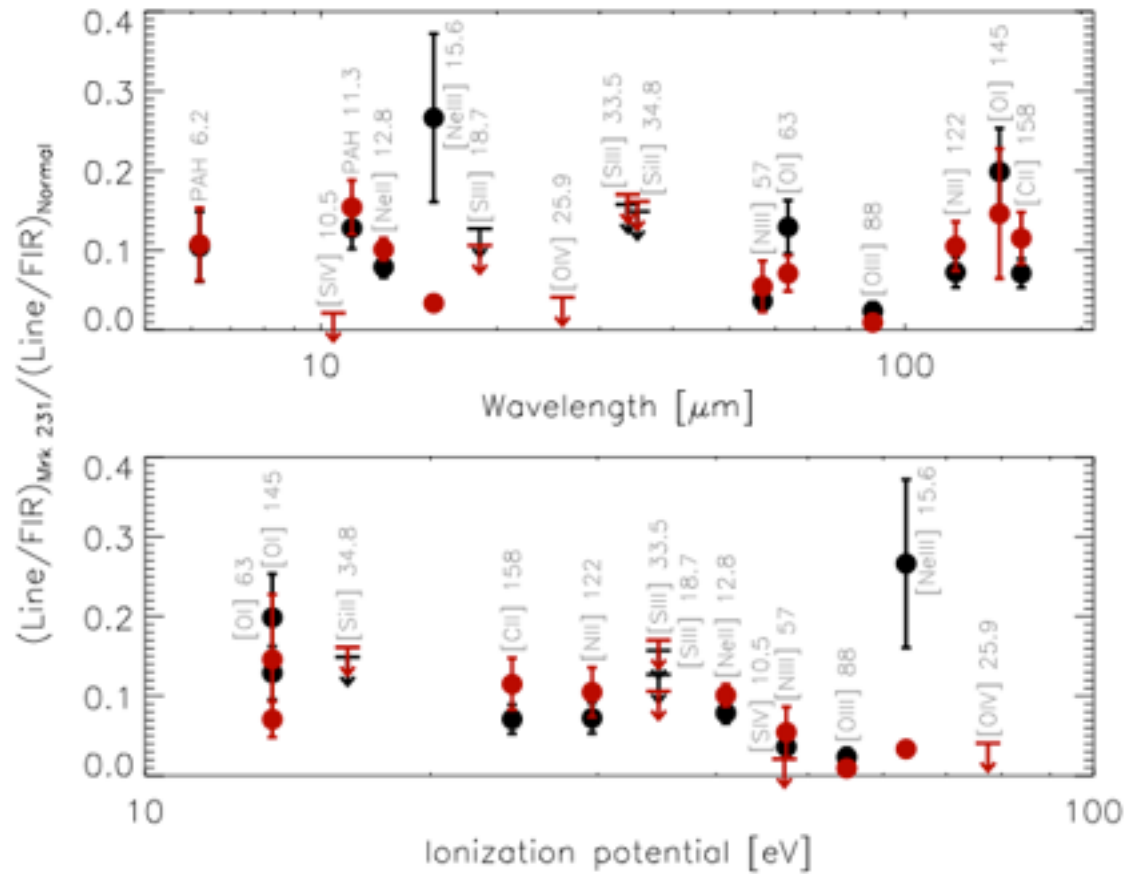 (Line/FIR)Mrk 231/(Line/FIR)Normal
0.4
0.3
0.2
0.1
0.0
PAH 6.2
[SIV] 10.5
PAH 11.3
[NeII] 12.8
[NeIII] 15.6
[SIII] 18.7
[OIV] 25.9
[SIII] 33.5
[SiII] 34.8
[NIII] 57
[OI] 63
[OIII] 88
[NII] 122
[OI] 145
[CII] 158
10
100
Wavelength [μm]
0.4
0.3
0.2
0.1
0.0
[OI] 63
[OI] 145
[SiII] 34.8
[CII] 158
[NII] 122
[SIII] 33.5
[SIII] 18.7
[NeII] 12.8
[SIV] 10.5
[NIII] 57
[OIII] 88
[NeIII] 15.6
[OIV] 25.9
10
100
Ionization potential [eV]